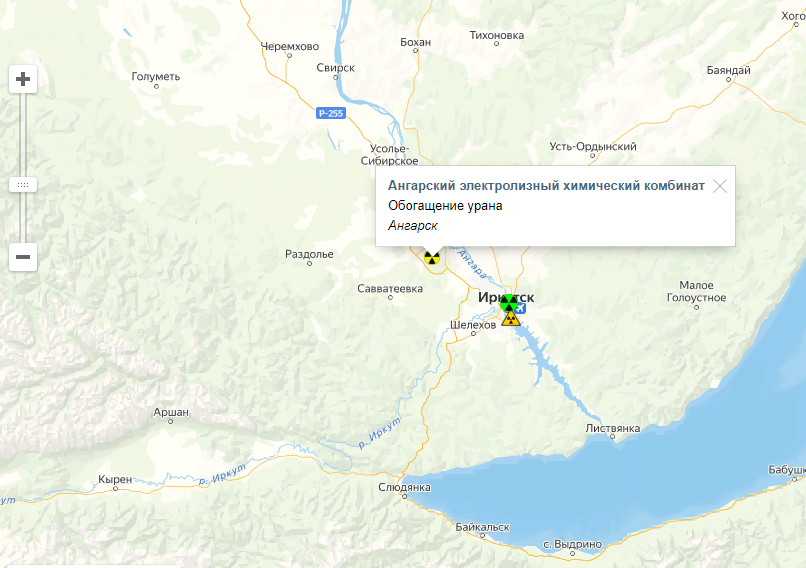 Хого
Тихоновка
Бохан
Черемхово
Свирск
Баяндай
Голуметь
Р-255
Усть-Ордынский
Усолье-
Сибирское
Ангарский электролизный химический комбинат
Обогащение урана
Ангарск
р. Ангара
Раздолье
Савватеевка
Малое
Голоустное
Иркутск
Шелехов
Аршан
Листвянка
р. Иркут
р. Иркут
Кырен
Бабушк
Слюдянка
ут
Байкальск
с. Выдрино